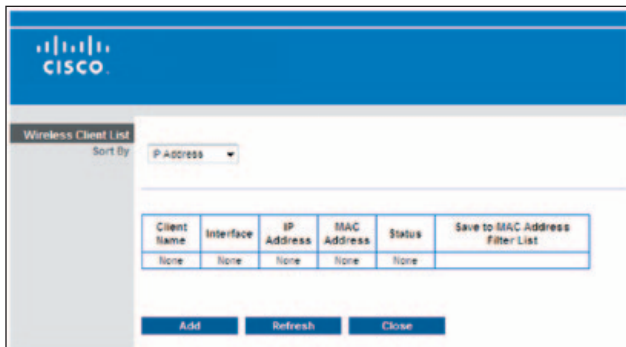 CISCO.
Wireless Client List
Sort By
IP Address
Client Name Interface IP Address MAC Address Status Save to MAC Address Filter List
None None None None None
Add Refresh Close